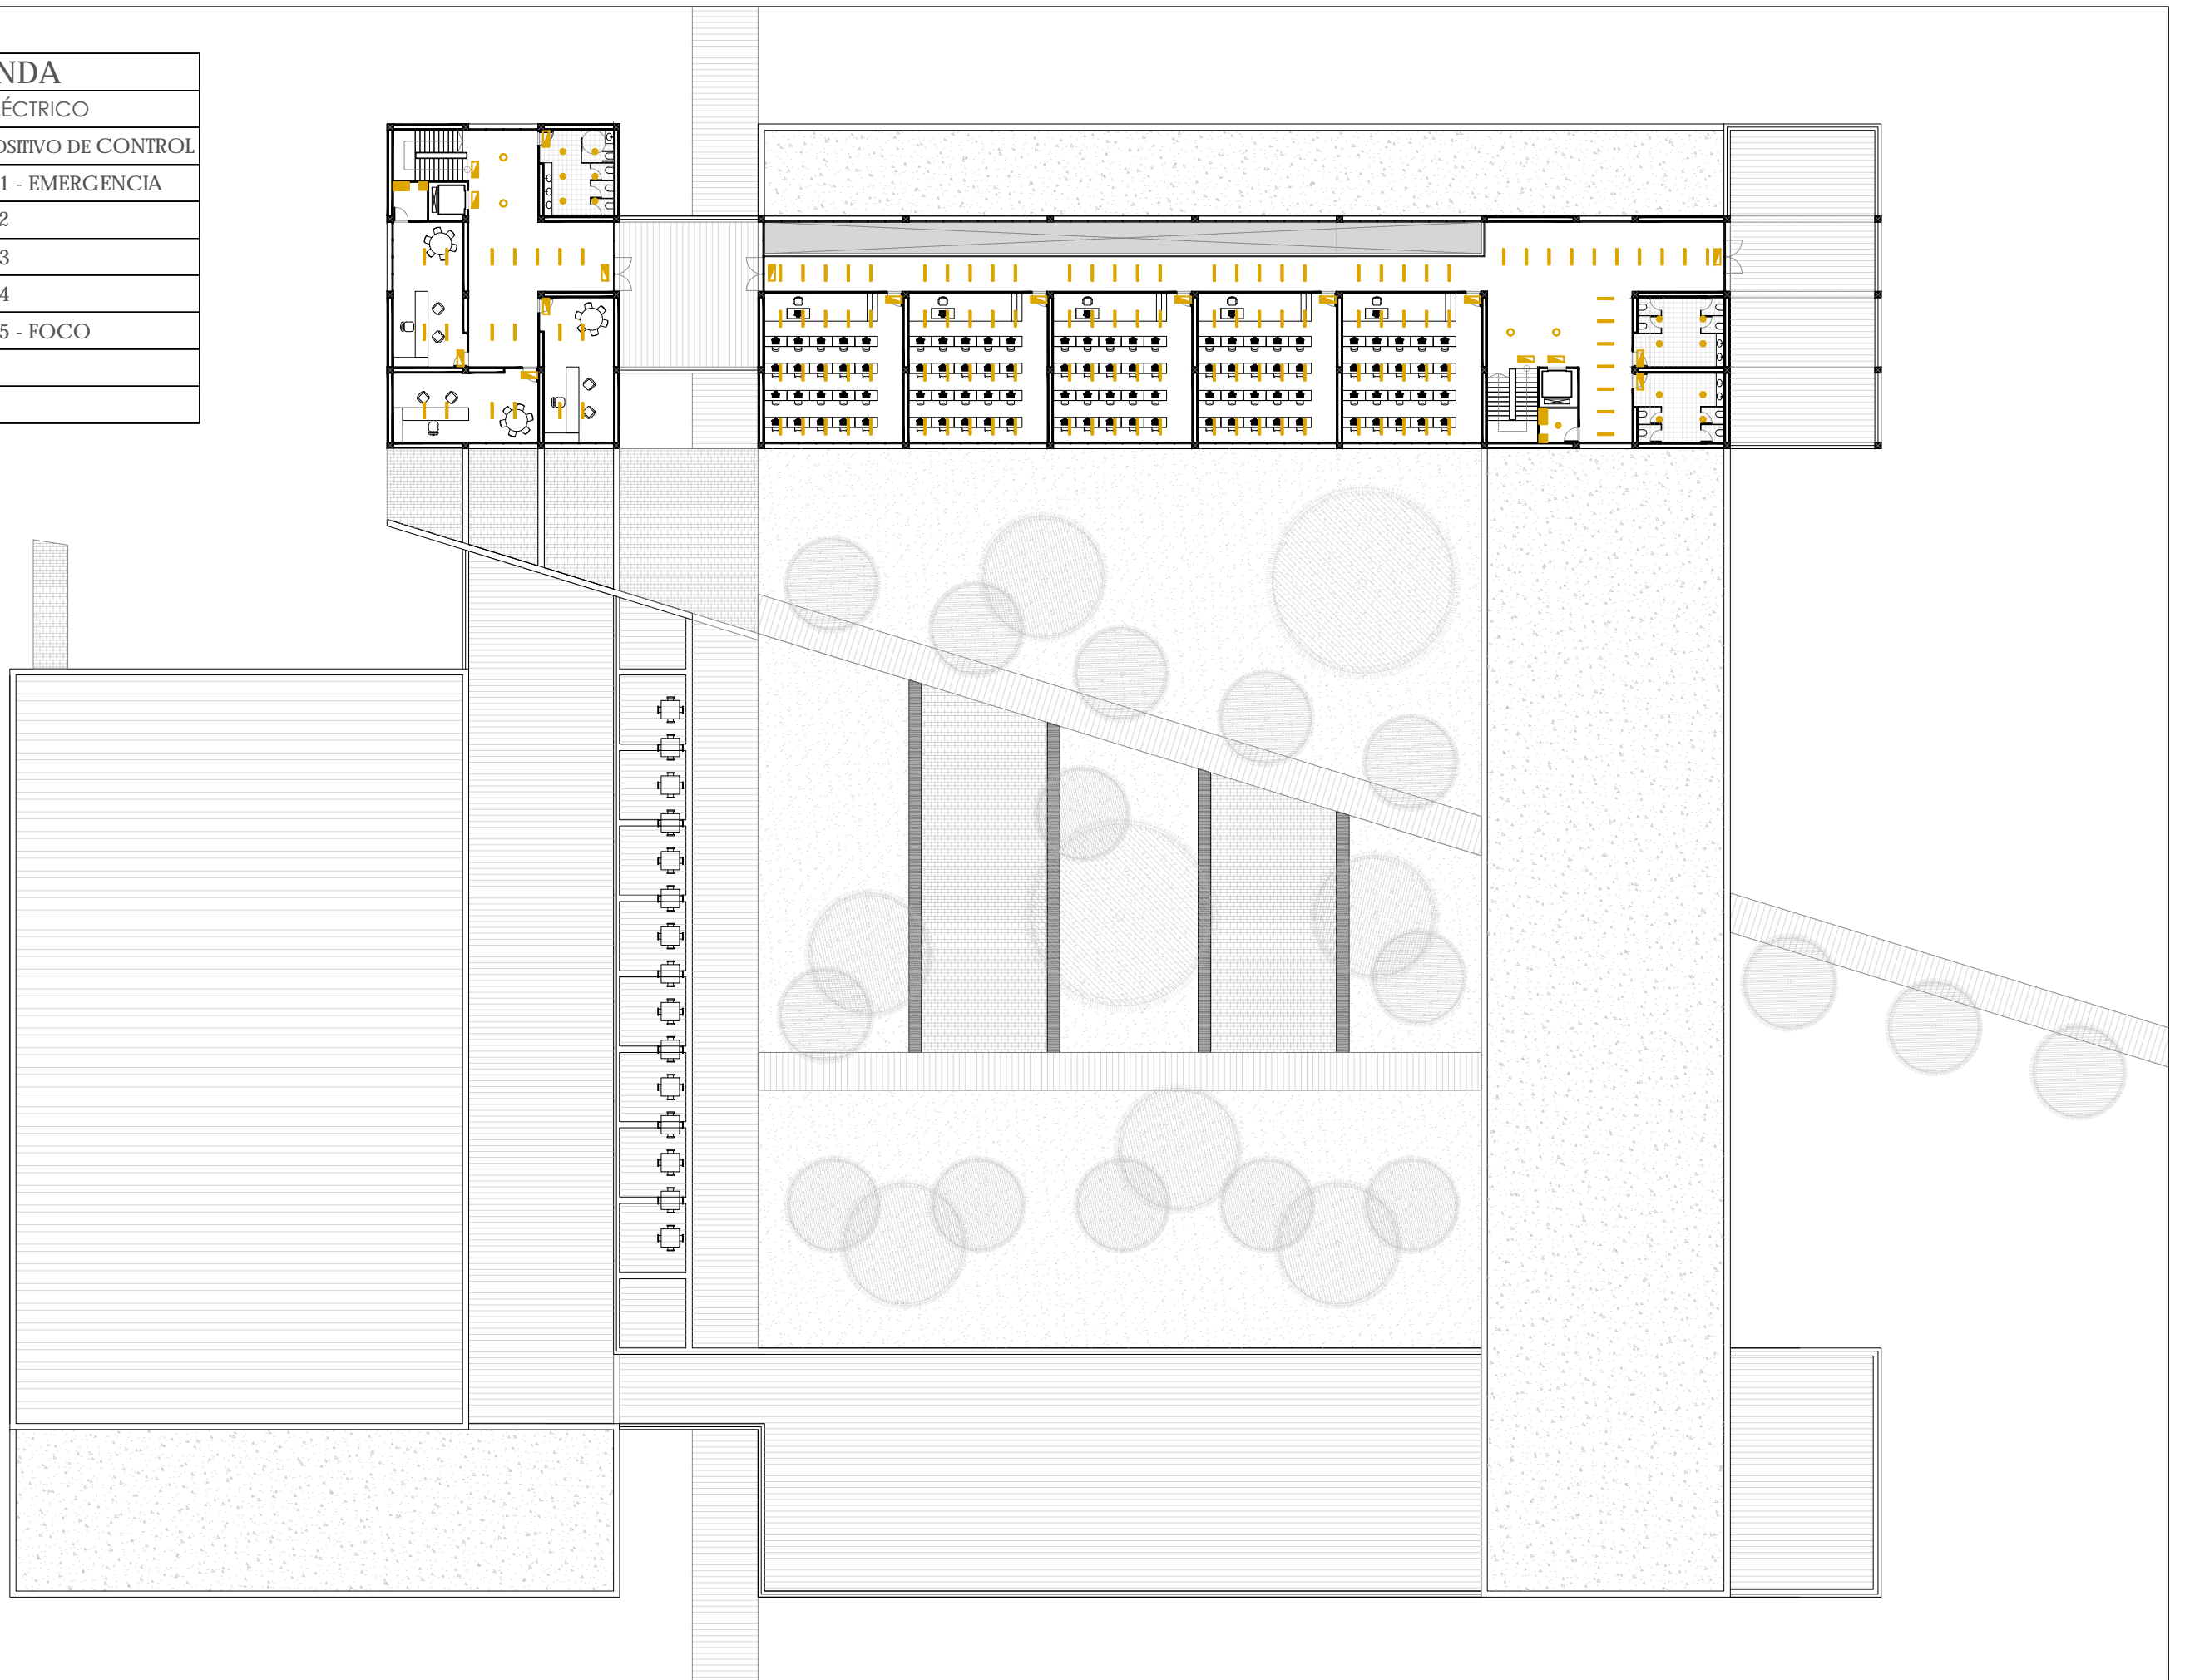 NDA
ÉCTRICO
OSITIVO DE CONTROL
1 - EMERGENCIA
2
3
4
5 - FOCO